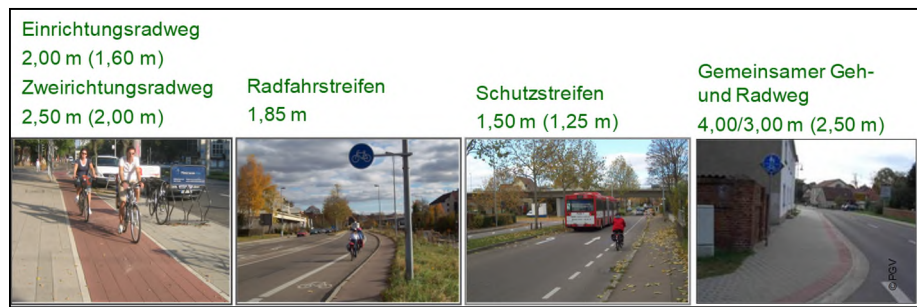 Einrichtungsradweg
2,00 m (1,60 m)
Zweirichtungsradweg
2,50 m (2,00 m)
Radfahrstreifen
1,85 m
Schutzstreifen
1,50 m (1,25 m)
Gemeinsamer Geh-
und Radweg
4,00/3,00 m (2,50 m)
©PGV